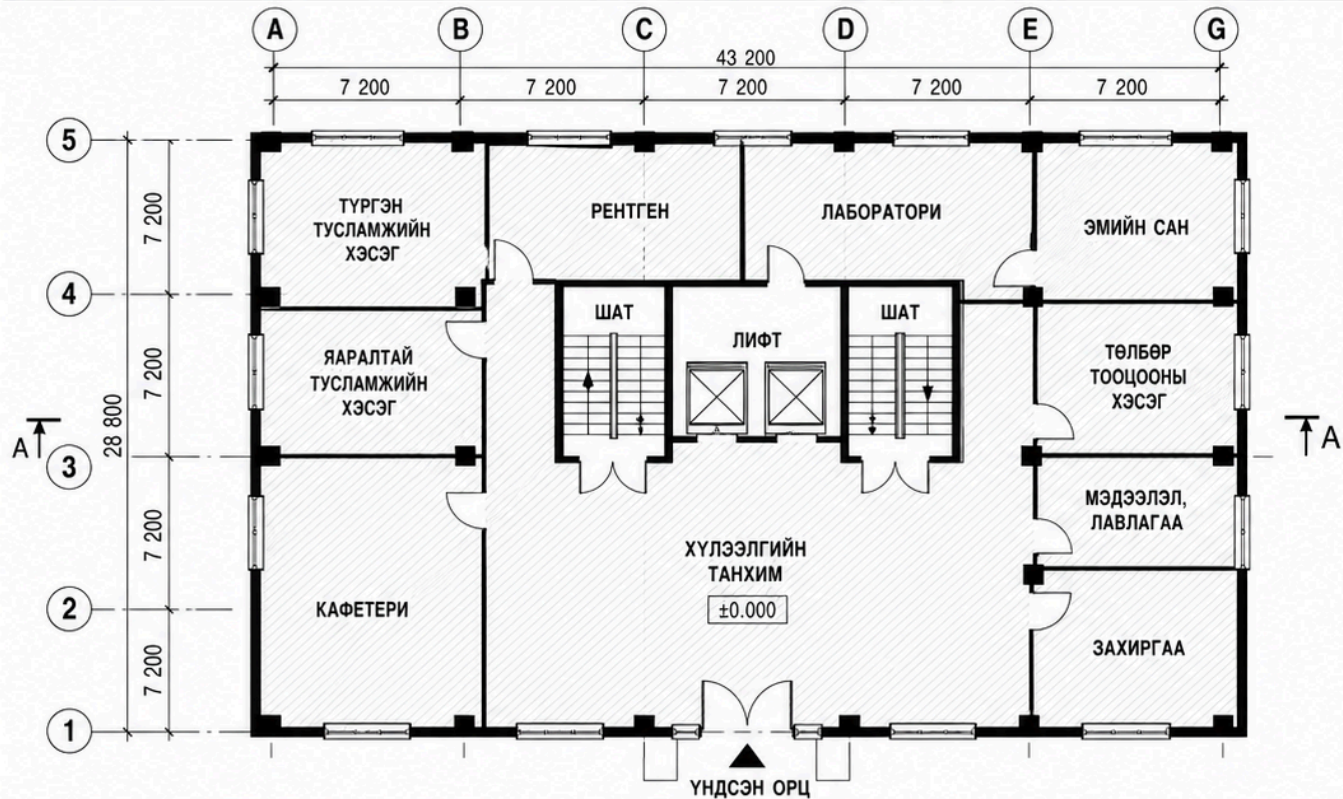 A B C D E G
43 200
7 200 7 200 7 200 7 200 7 200
5
4
3
2
1
7 200
7 200
7 200
7 200
28 800
ТҮРГЭН
ТУСЛАМЖИЙН
ХЭСЭГ
РЕНТГЕН
ЛАБОРАТОРИ
ЭМИЙН САН
ШАТ
ЛИФТ
ШАТ
ЯАРАЛТАЙ
ТУСЛАМЖИЙН
ХЭСЭГ
ТӨЛБӨР
ТООЦООНЫ
ХЭСЭГ
A
A
МЭДЭЭЛЭЛ,
ЛАВЛАГАА
ХҮЛЭЭЛГИЙН
ТАНХИМ
±0.000
КАФЕТЕРИ
ЗАХИРГАА
ҮНДСЭН ОРЦ